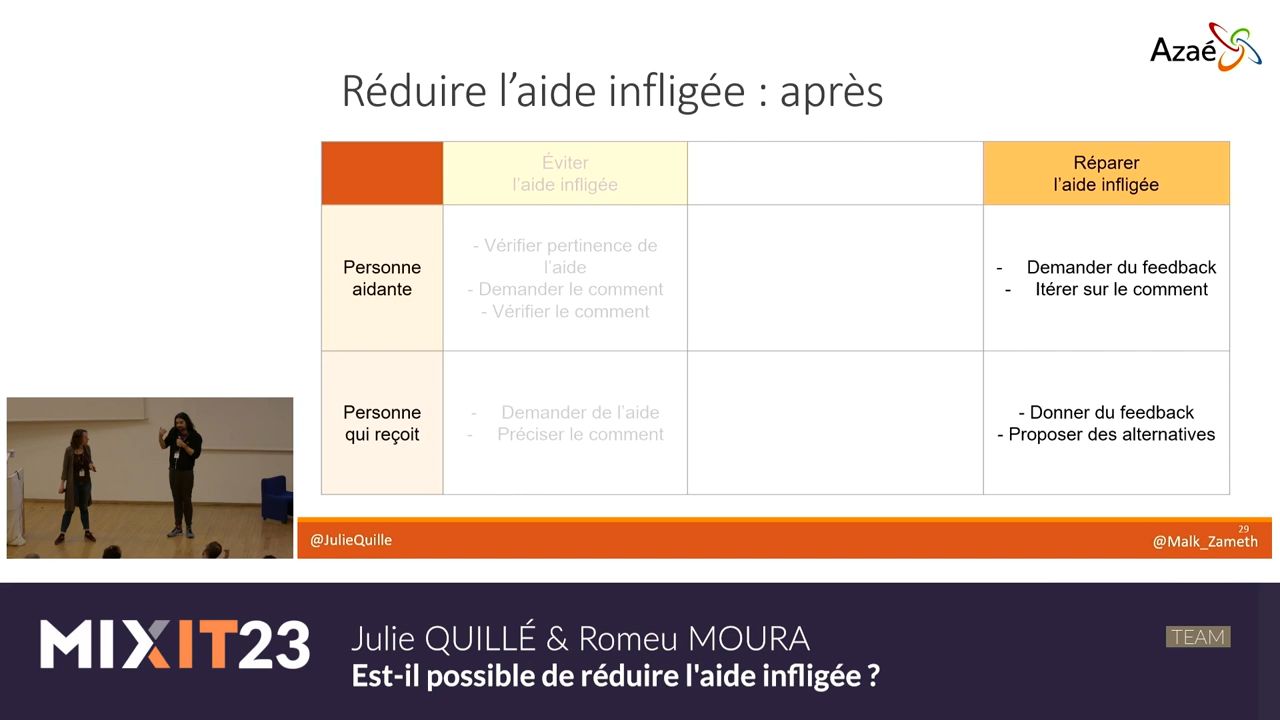 Azaé
Réduire l'aide infligée : après
Éviter
l'aide infligée
Réparer
l'aide infligée
Personne
aidante
- Vérifier pertinence de
l'aide
- Demander le comment
- Vérifier le comment
- Demander du feedback
- Itérer sur le comment
Personne
qui reçoit
- Demander de l'aide
- Préciser le comment
- Donner du feedback
- Proposer des alternatives
@JulieQuille
29
@Malk_Zameth
MIXIT23
Julie QUILLÉ & Romeu MOURA
TEAM
Est-il possible de réduire l'aide infligée ?